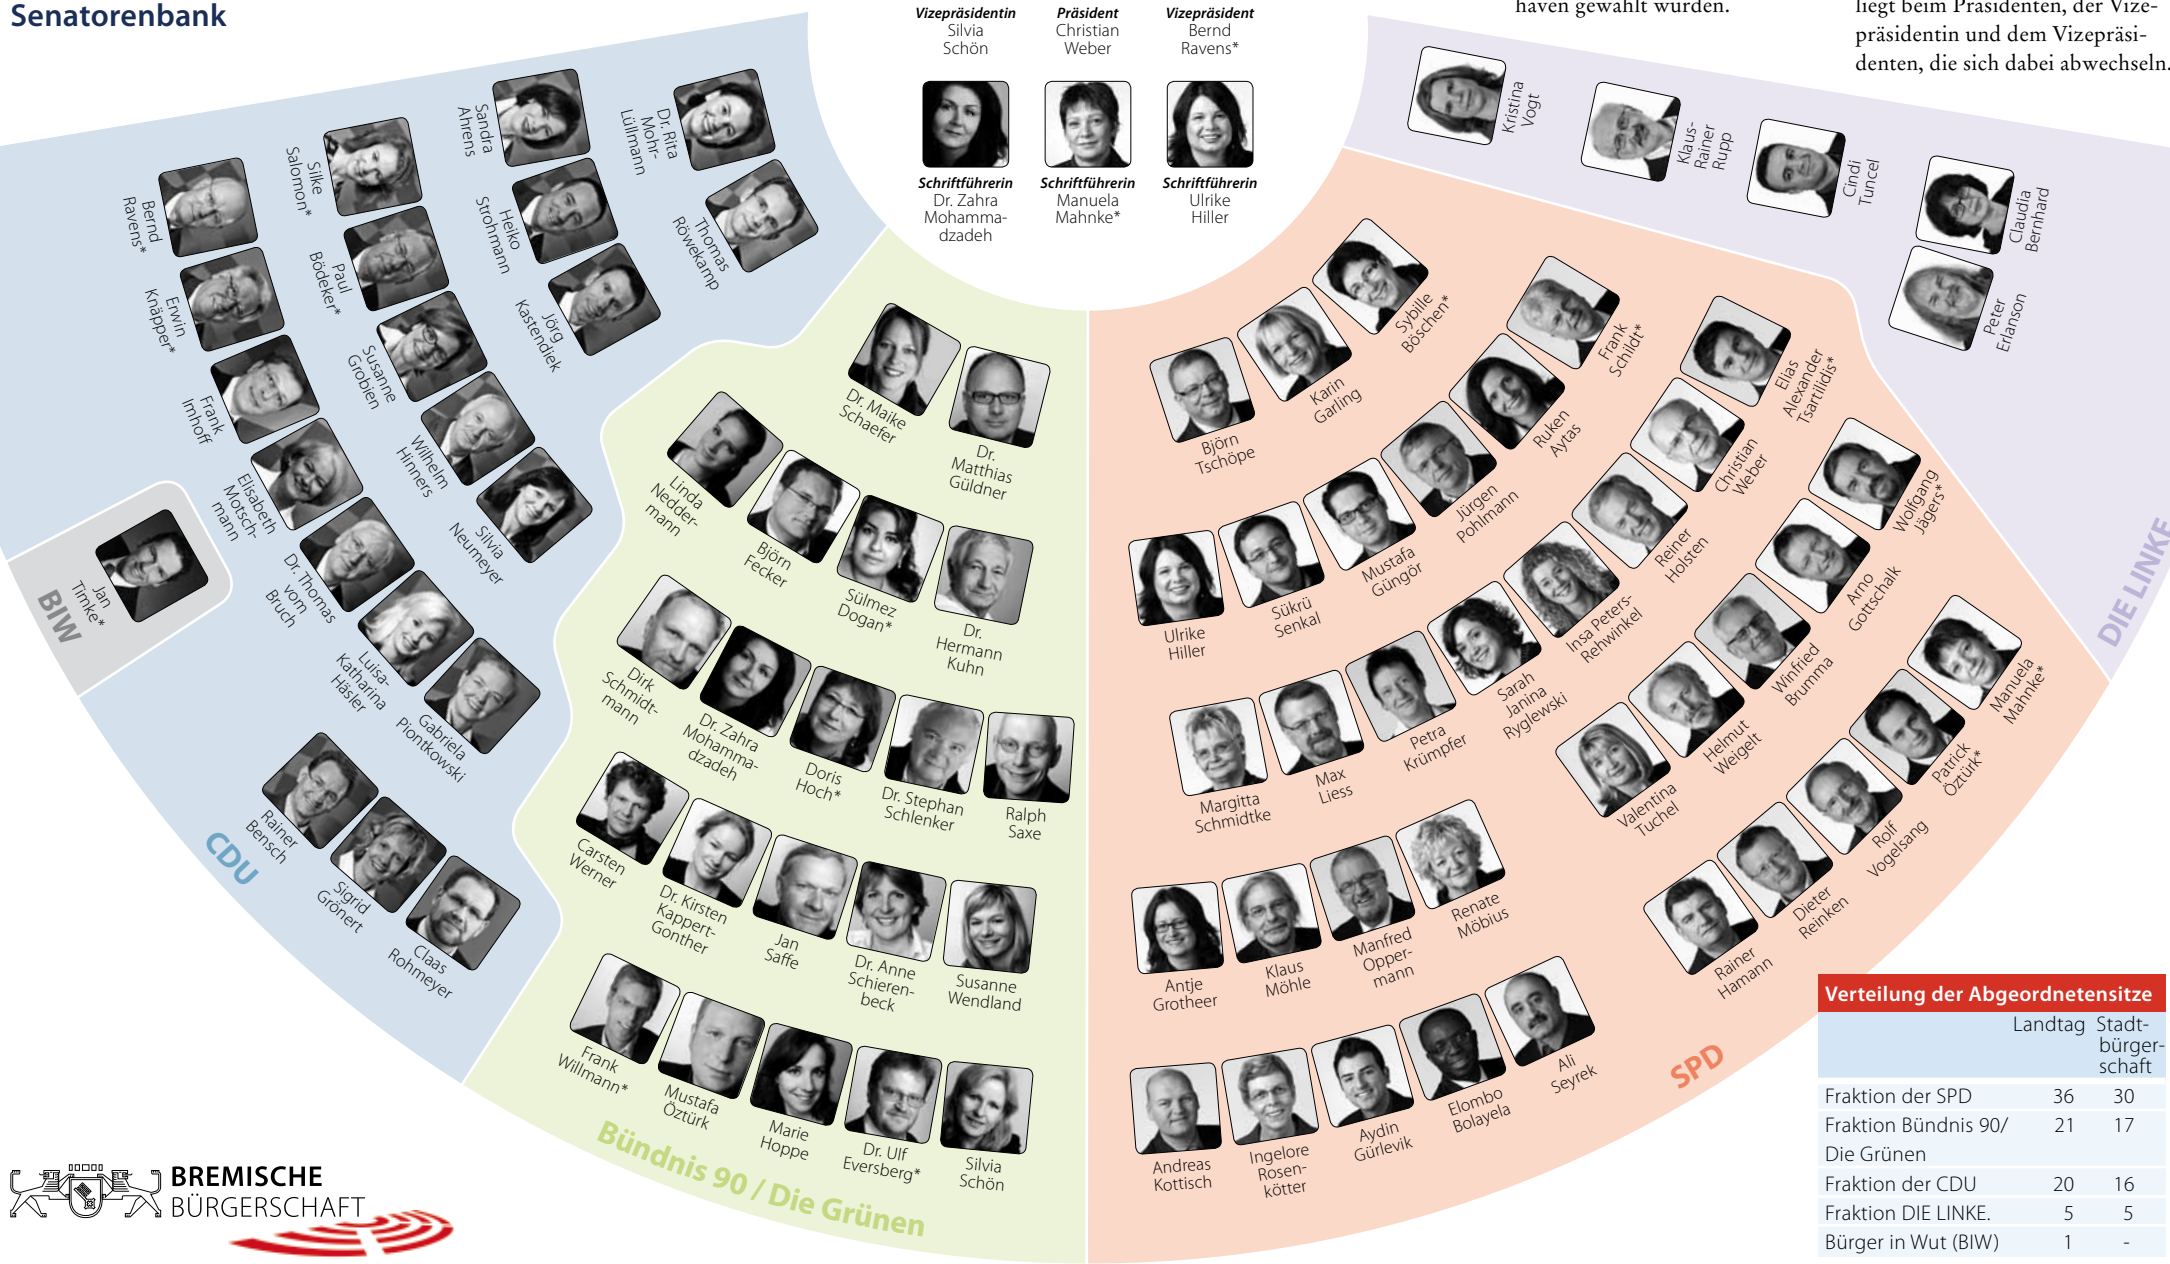 Senatorenbank
haven gewählt wurden.
liegt beim Präsidenten, der Vize-
präsidentin und dem Vizepräsi-
denten, die sich dabei abwechseln.
Vizepräsidentin
Silvia
Schön
Präsident
Christian
Weber
Vizepräsident
Bernd
Ravens*
Schriftführerin
Dr. Zahra
Mohamma-
dzadeh
Schriftführerin
Manuela
Mahnke*
Schriftführerin
Ulrike
Hiller
Bernd
Ravens*
Erwin
Knäpper*
Frank
Imhoff
Elisabeth
Motsch-
mann
Dr. Thomas
vom
Bruch
Luisa-
Katharina
Häsler
Gabriela
Piontkowski
Silke
Salomon*
Paul
Bödeker*
Susanne
Grobien
Wilhelm
Hinners
Silvia
Neumeyer
Sandra
Ahrens
Heiko
Strohmann
Jörg
Kastendiek
Dr. Rita
Mohr-
Lüllmann
Thomas
Röwekamp
Rainer
Bensch
Sigrid
Grönert
Claas
Rohmeyer
CDU
Jan
Timke*
BIW
Dr. Maike
Schaefer
Dr.
Matthias
Güldner
Linda
Nedder-
mann
Björn
Fecker
Sülmez
Dogan*
Dr.
Hermann
Kuhn
Dirk
Schmidt-
mann
Dr. Zahra
Mohamma-
dzadeh
Doris
Hoch*
Dr. Stephan
Schlenker
Ralph
Saxe
Carsten
Werner
Dr. Kirsten
Kappert-
Gonther
Jan
Saffe
Dr. Anne
Schieren-
beck
Susanne
Wendland
Frank
Willmann*
Mustafa
Öztürk
Marie
Hoppe
Dr. Ulf
Eversberg*
Silvia
Schön
Bündnis 90 / Die Grünen
Björn
Tschöpe
Karin
Garling
Sybille
Böschen*
Ulrike
Hiller
Sükrü
Senkal
Mustafa
Güngör
Jürgen
Pohlmann
Ruken
Aytas
Frank
Schildt*
Margitta
Schmidtke
Max
Liess
Petra
Krümpfer
Sarah
Janina
Ryglewski
Insa Peters-
Rehwinkel
Reiner
Holsten
Christian
Weber
Elias
Alexander
Tsartilidis*
Antje
Grotheer
Klaus
Möhle
Manfred
Opper-
mann
Renate
Möbius
Valentina
Tuchel
Helmut
Weigelt
Winfried
Brumma
Arno
Gottschalk
Wolfgang
Jägers*
Andreas
Kottisch
Ingelore
Rosen-
kötter
Aydin
Gürlevik
Elombo
Bolayela
Ali
Seyrek
Rainer
Hamann
Dieter
Reinken
Rolf
Vogelsang
Patrick
Öztürk*
Manuela
Mahnke*
SPD
Kristina
Vogt
Klaus-
Rainer
Rupp
Cindi
Tuncel
Claudia
Bernhard
Peter
Erlanson
DIE LINKE
Verteilung der Abgeordnetensitze
Landtag Stadt-
bürger-
schaft
Fraktion der SPD 36 30
Fraktion Bündnis 90/ 21 17
Die Grünen
Fraktion der CDU 20 16
Fraktion DIE LINKE. 5 5
Bürger in Wut (BIW) 1 -
BREMISCHE
BÜRGERSCHAFT